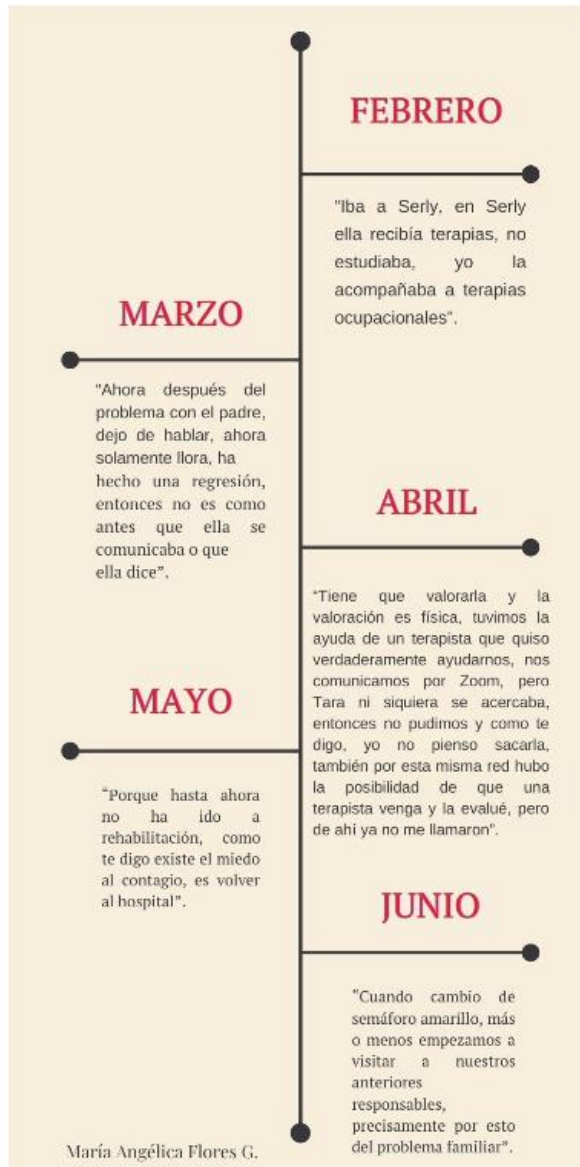 FEBRERO
"Iba a Serly, en Serly
ella recibía terapias, no
estudiaba, yo la
acompañaba a terapias
ocupacionales".
MARZO
"Ahora después del
problema con el padre,
dejo de hablar, ahora
solamente llora, ha
hecho una regresión,
entonces no es como
antes que ella se
comunicaba o que
ella dice”.
ABRIL
“Tiene que valorarla y la
valoración es física, tuvimos la
ayuda de un terapista que quiso
verdaderamente ayudarnos, nos
comunicamos por Zoom, pero
Tara ni siquiera se acercaba,
entonces no pudimos y como te
digo, yo no pienso sacarla,
también por esta misma red hubo
la posibilidad de que una
terapista venga y la evalué, pero
de ahí ya no me llamaron”.
MAYO
“Porque hasta ahora
no ha ido a
rehabilitación, como
te digo existe el miedo
al contagio, es volver
al hospital”.
JUNIO
“Cuando cambio de
semáforo amarillo, más
o menos empezamos a
visitar a nuestros
anteriores
responsables,
precisamente por esto
del problema familiar”.
María Angélica Flores G.